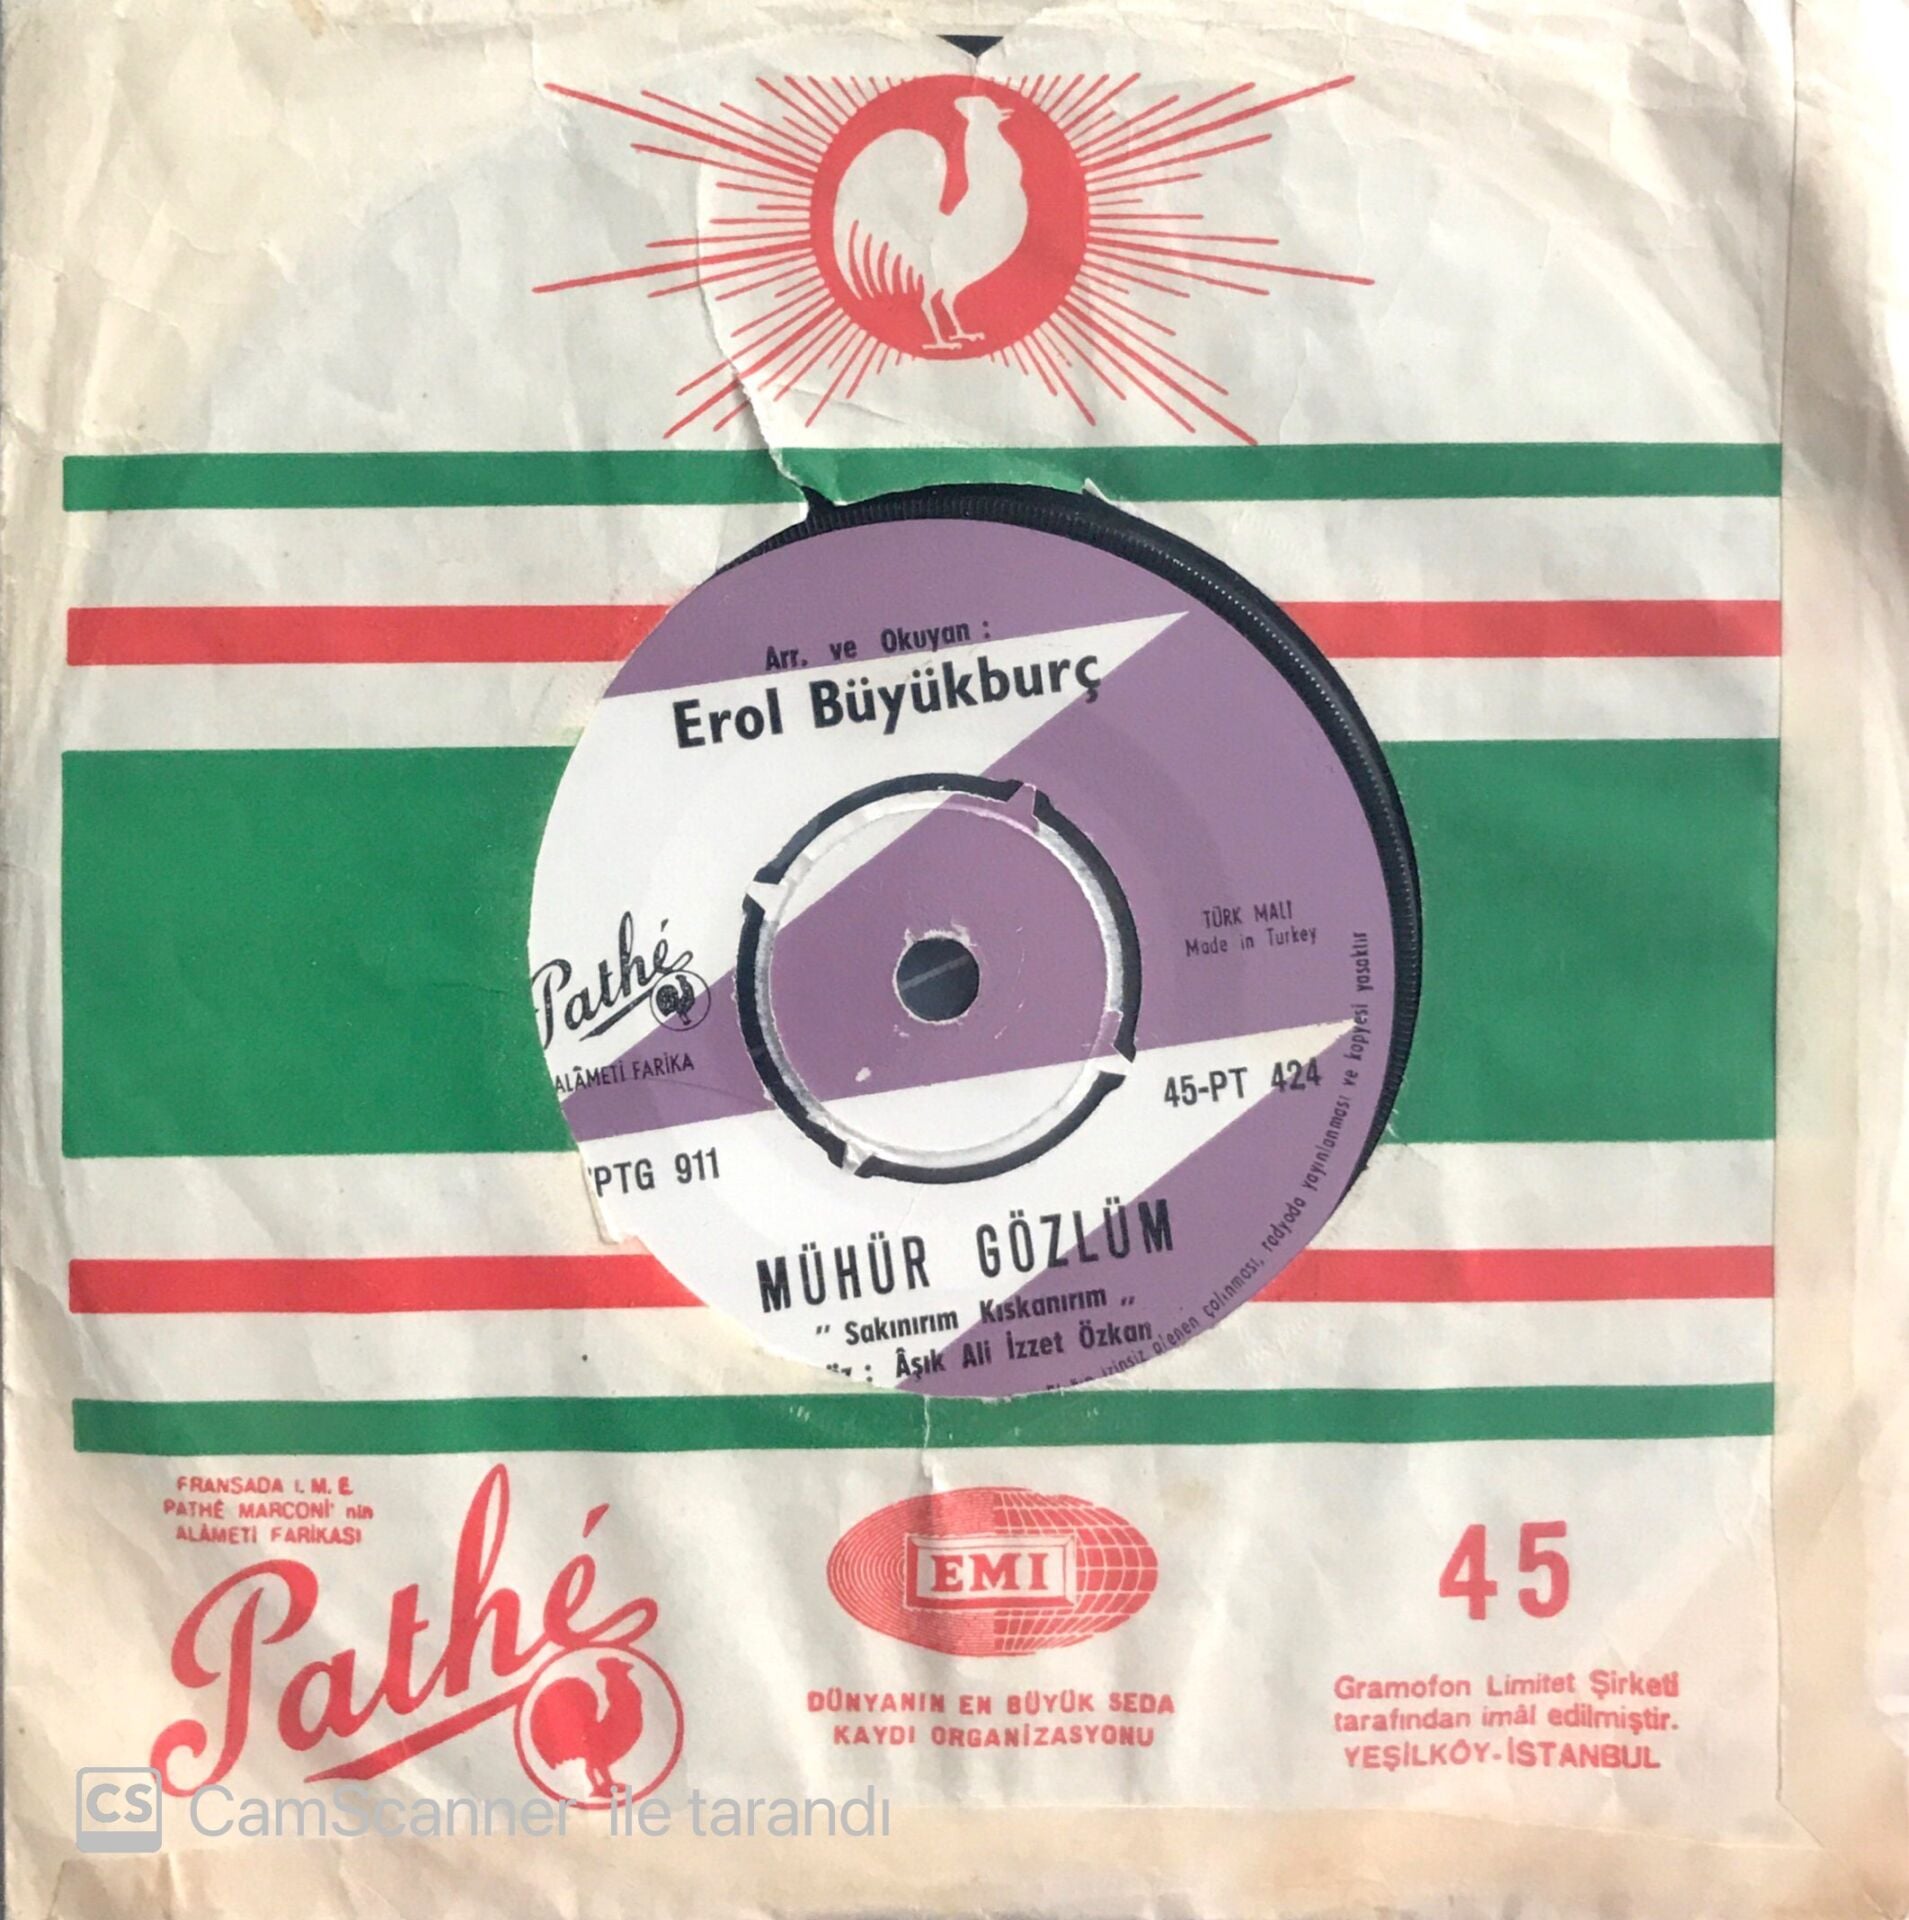 Arr. ve Okuyan :
Erol Büyükburç
Pathé
ALÂMETİ FARİKA
TÜRK MALI
Made in Turkey
45-PT 424
PTG 911
MÜHÜR GÖZLÜM
" Sakınırım Kıskanırım "
Âşık Ali İzzet Özkan
izinsiz alenen çalınması, radyoda yayınlanması ve kopyesi yasaktır
FRANSADA I. M. E.
PATHÉ MARCONİ' nin
ALÂMETİ FARİKASI
Pathé
EMI
DÜNYANIN EN BÜYÜK SEDA
KAYDI ORGANİZASYONU
45
Gramofon Limitet Şirketi
tarafından imâl edilmiştir.
YEŞİLKÖY-İSTANBUL
CS CamScanner ile tarandı